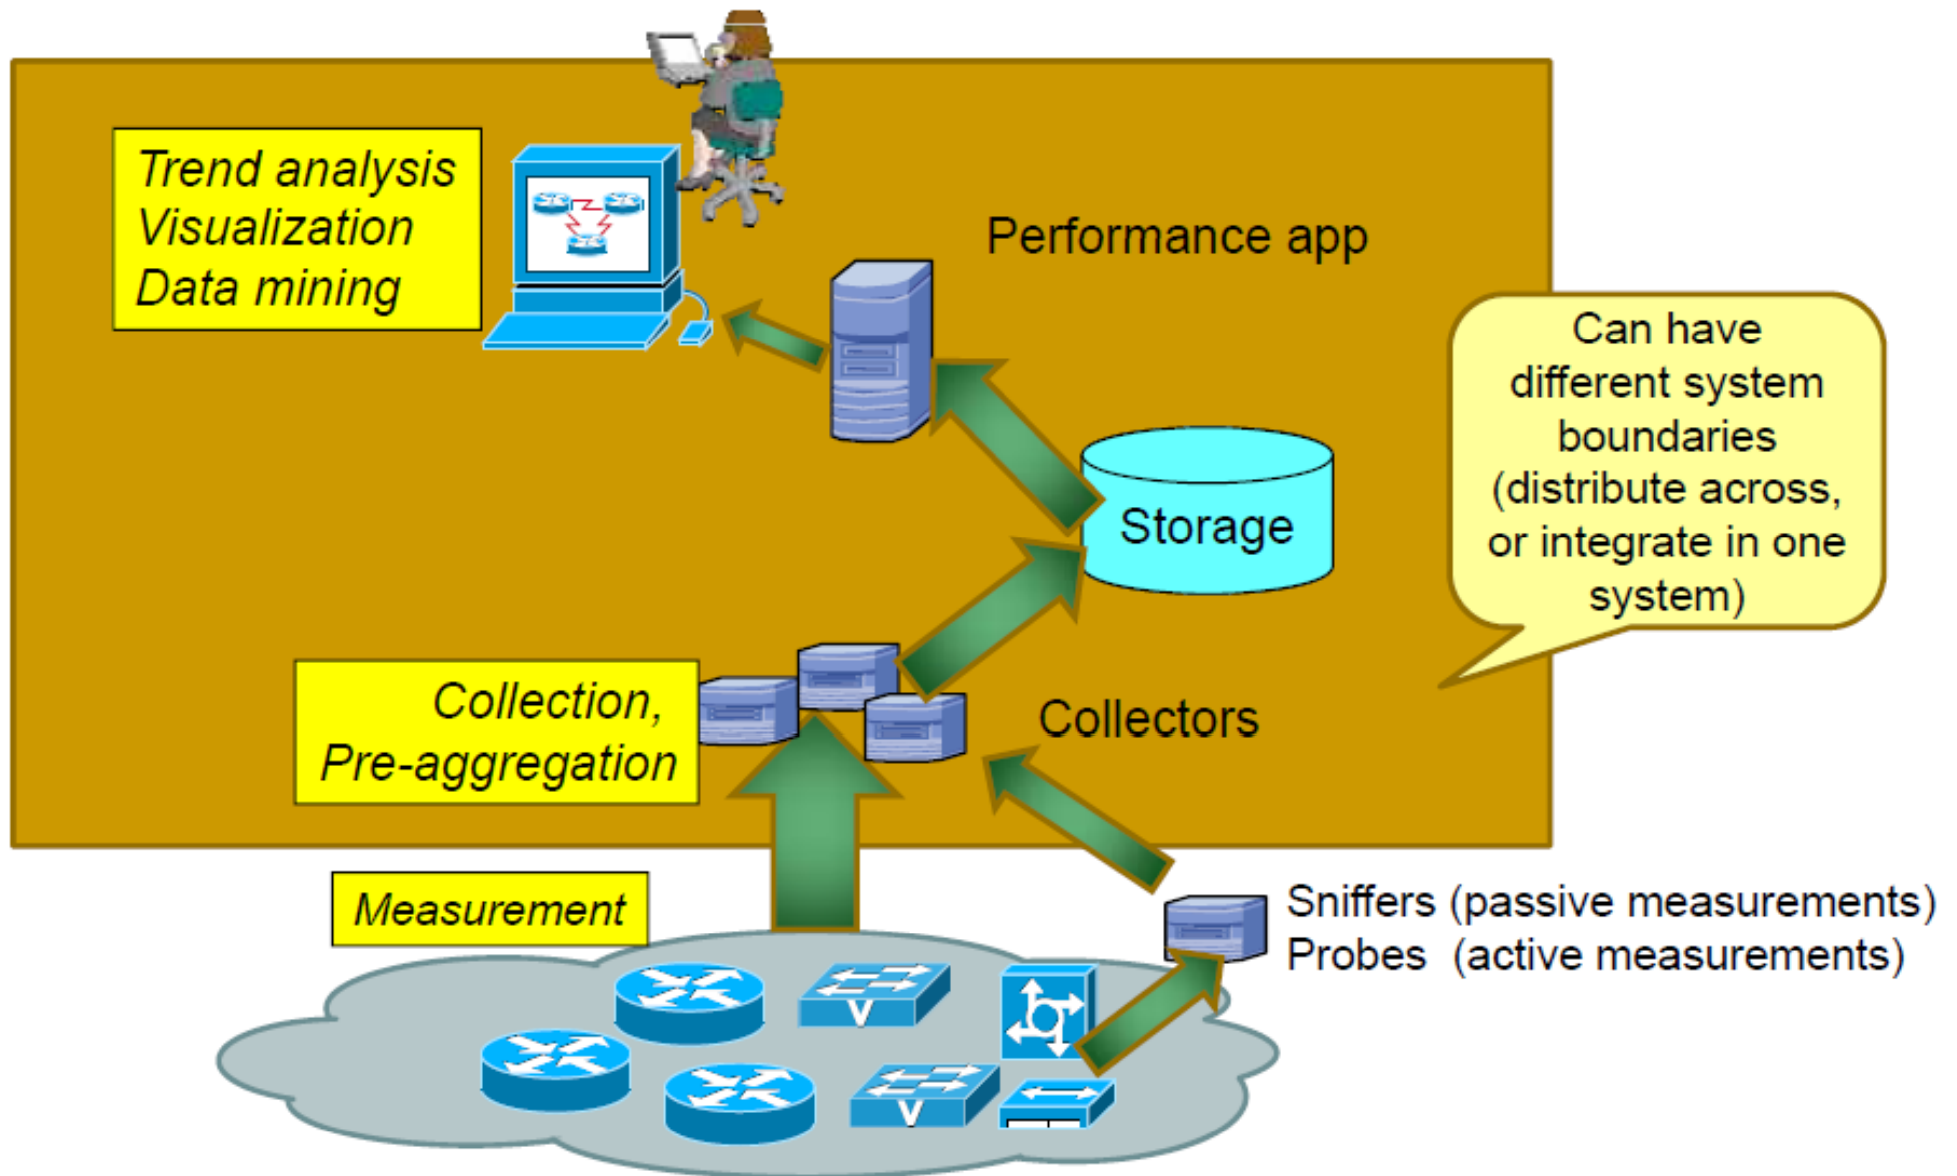 Trend analysis
Visualization
Data mining
Performance app
Can have
different system
boundaries
(distribute across,
or integrate in one
system)
Storage
Collection,
Pre-aggregation
Collectors
Measurement
Sniffers (passive measurements)
Probes (active measurements)
V
V